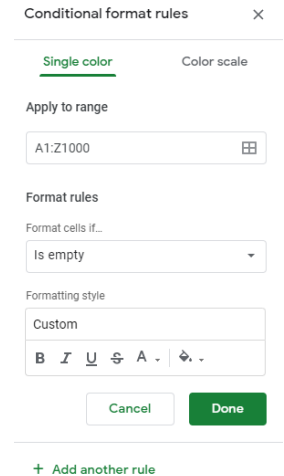 Conditional format rules
Single color
Color scale
Apply to range
A1:Z1000
Format rules
Format cells if…
Is empty
Formatting style
Custom
B I U S A
Cancel
Done
+ Add another rule